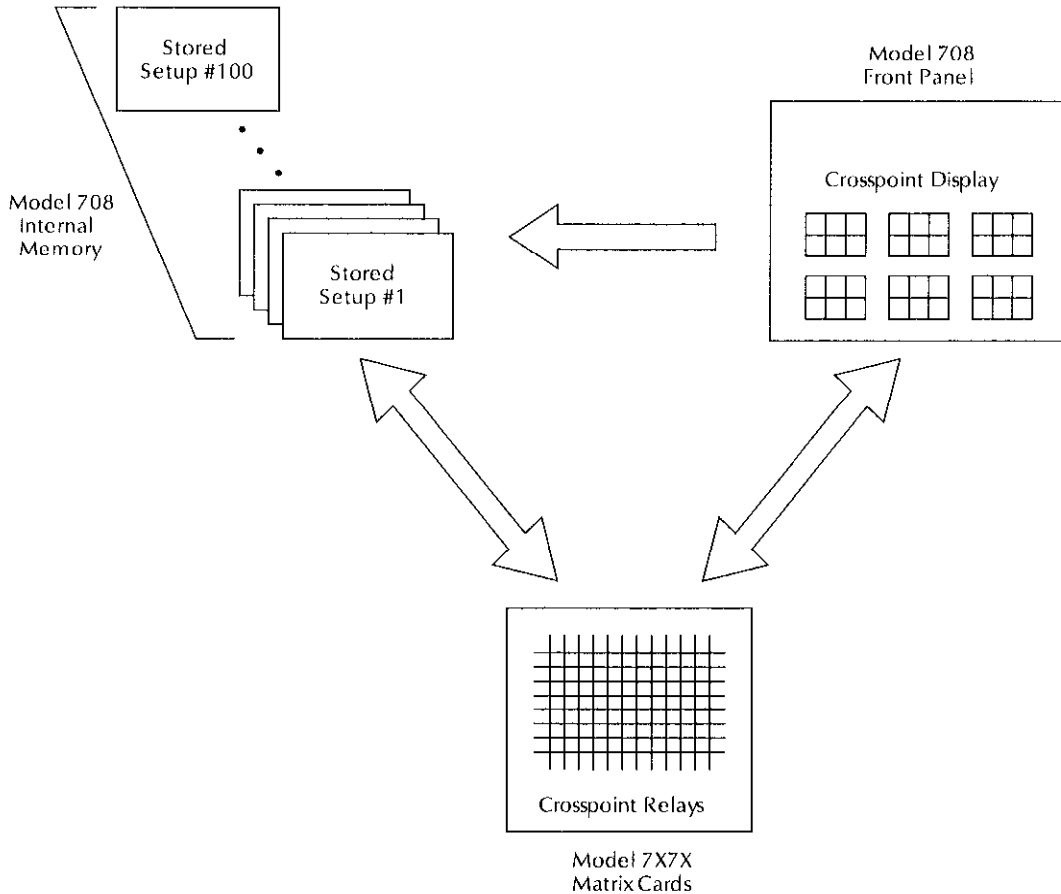 Stored
Setup #100
Model 708
Front Panel
Crosspoint Display
Model 708
Internal
Memory
Stored
Setup #1
Crosspoint Relays
Model 7X7X
Matrix Cards